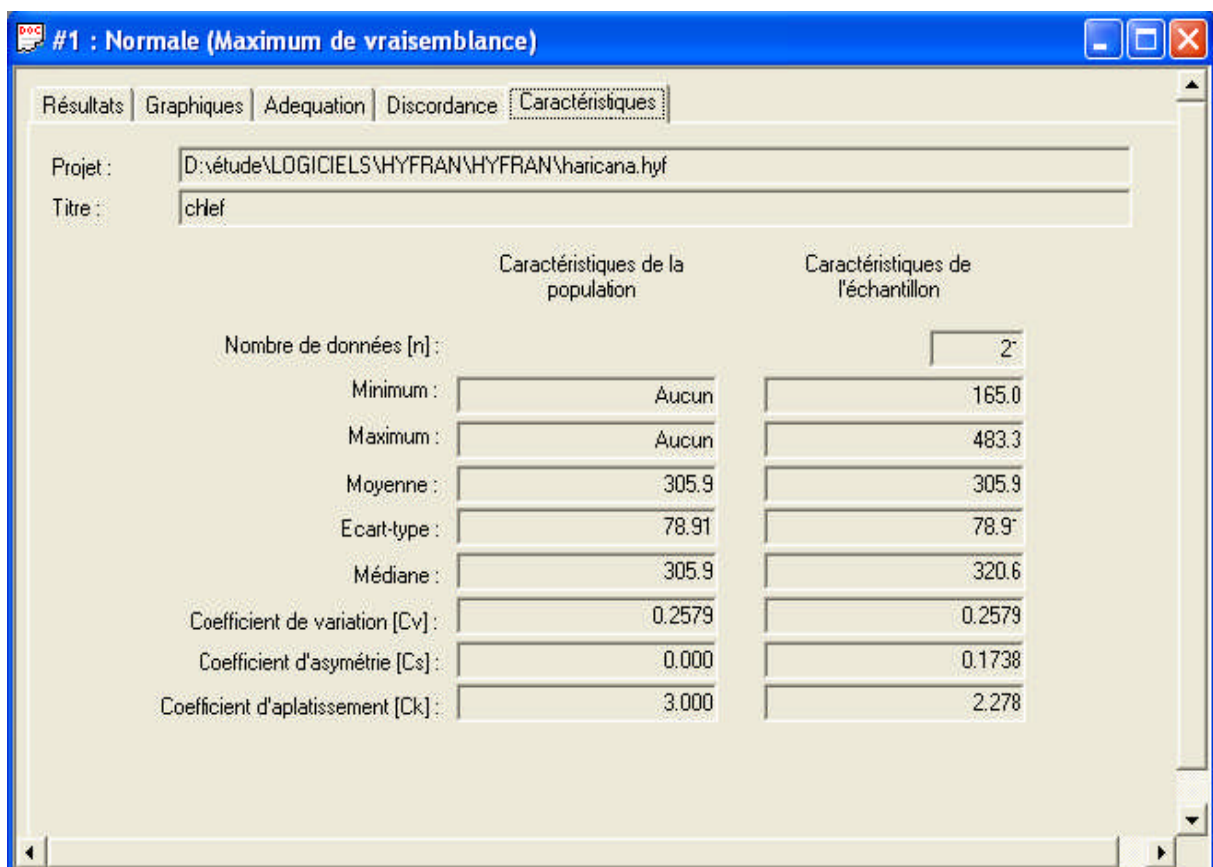 #1 : Normale (Maximum de vraisemblance)
Résultats Graphiques Adequation Discordance Caractéristiques
Projet : D:\étude\LOGICIELS\HYFRAN\HYFRAN\haricana.hyf
Titre : chlef
Caractéristiques de la population
Caractéristiques de l'échantillon
Nombre de données [n] :
Minimum : Aucun 165.0
Maximum : Aucun 483.3
Moyenne : 305.9 305.9
Ecart-type : 78.91
Médiane : 305.9 320.6
Coefficient de variation [Cv] : 0.2579 0.2579
Coefficient d'asymétrie [Cs] : 0.000 0.1738
Coefficient d'aplatissement [Ck] : 3.000 2.278